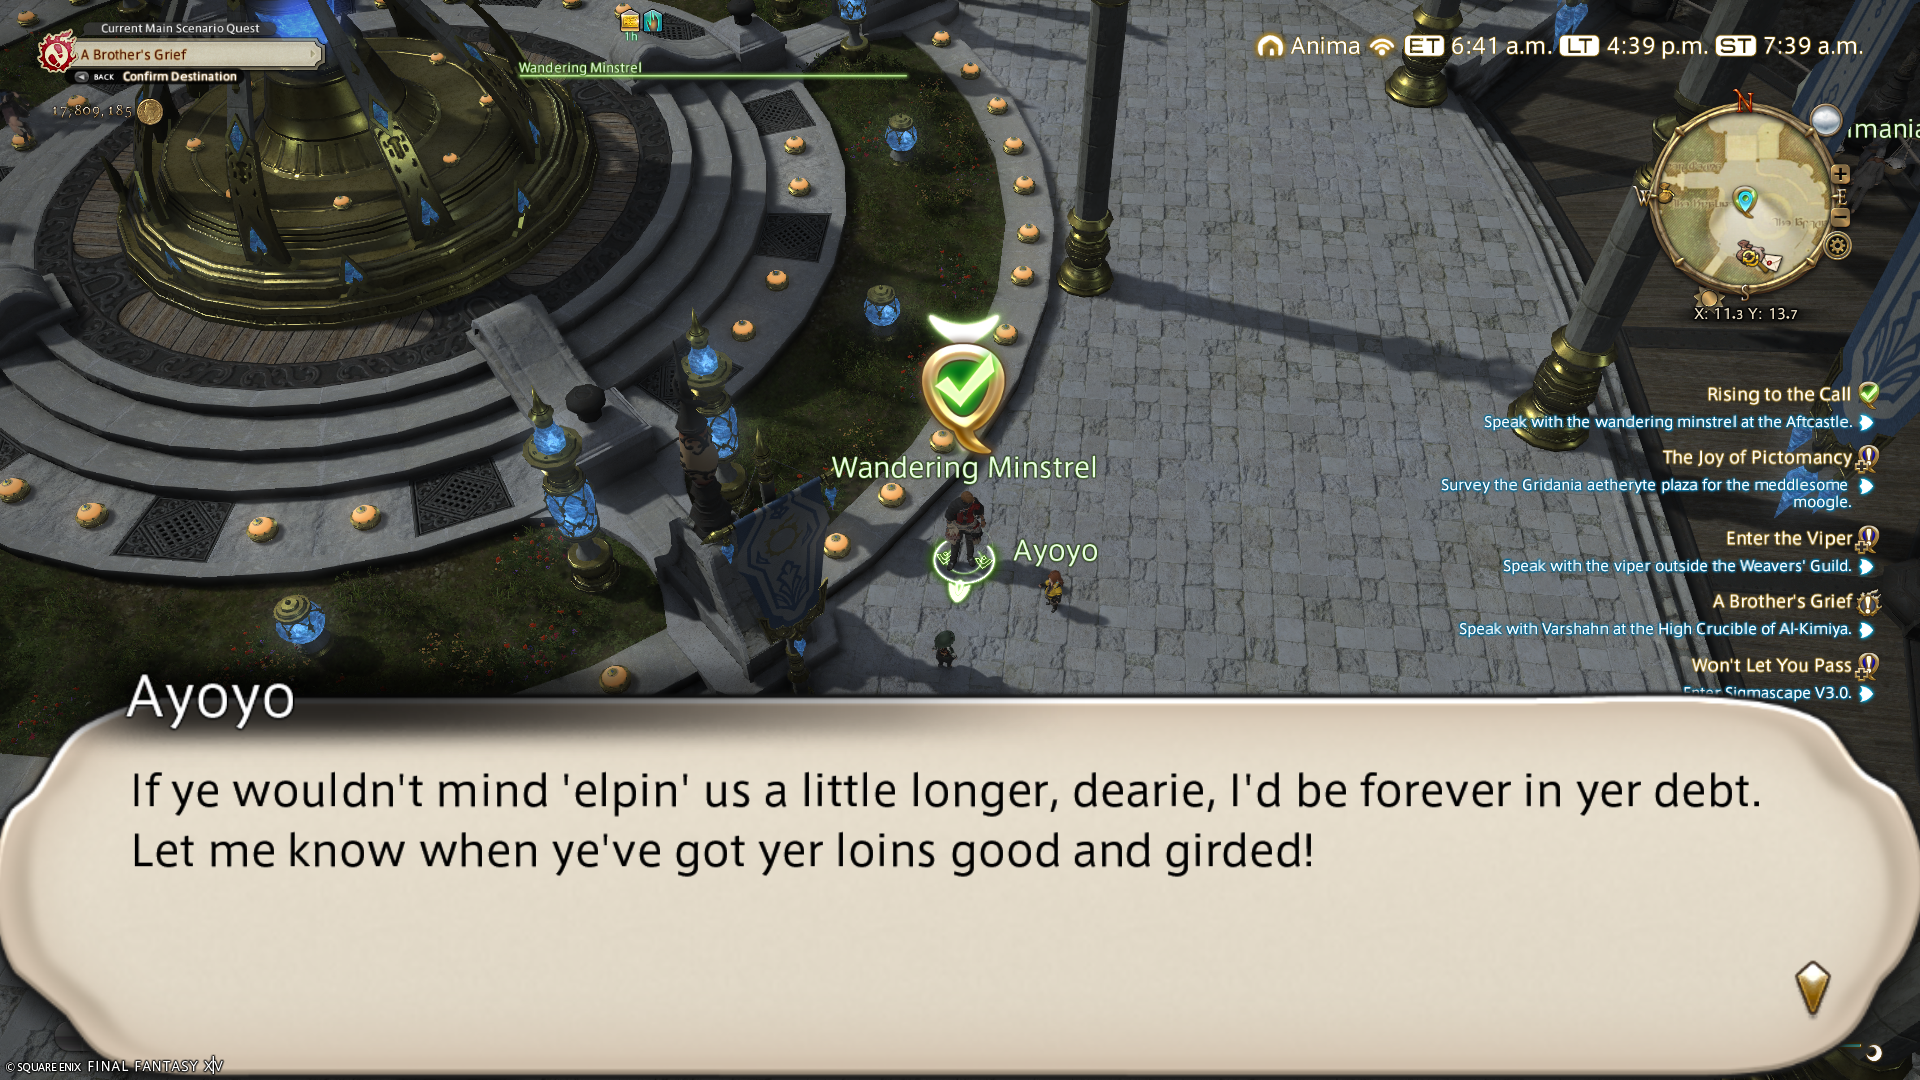 Current Main Scenario Quest
A Brother's Grief
BACK Confirm Destination
17,809,185
1h
Wandering Minstrel
Anima ET 6:41 a.m. LT 4:39 p.m. ST 7:39 a.m.
N
W
E
S
X: 11.3 Y: 13.7
Rising to the Call
Speak with the wandering minstrel at the Aftcastle.
The Joy of Pictomancy
Survey the Gridania aetheryte plaza for the meddlesome
moogle.
Enter the Viper
Speak with the viper outside the Weavers' Guild.
A Brother's Grief
Speak with Varshahn at the High Crucible of Al-Kimiya.
Won't Let You Pass
Enter Sigmascape V3.0.
Wandering Minstrel
Ayoyo
Ayoyo
If ye wouldn't mind 'elpin' us a little longer, dearie, I'd be forever in yer debt.
Let me know when ye've got yer loins good and girded!
© SQUARE ENIX FINAL FANTASY XIV